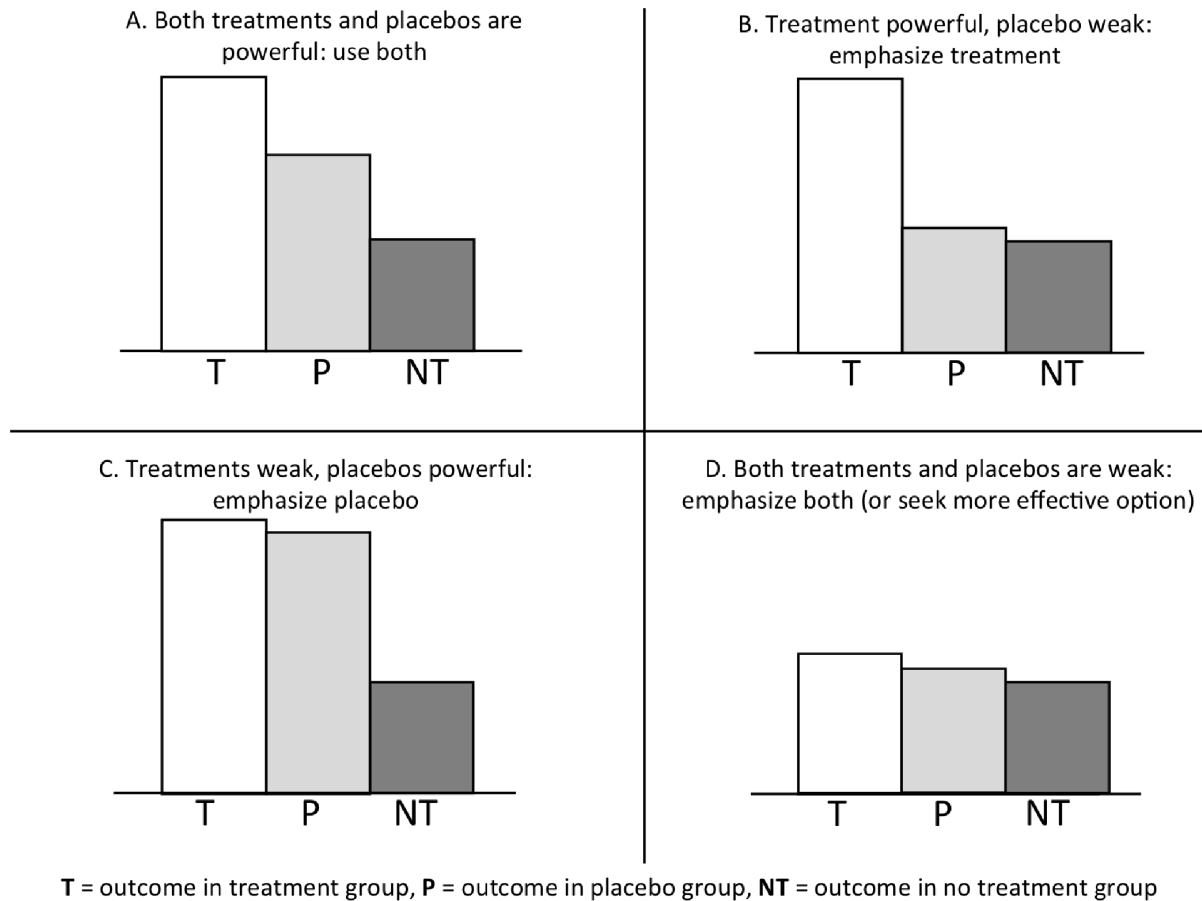 A. Both treatments and placebos are
powerful: use both
T P NT
B. Treatment powerful, placebo weak:
emphasize treatment
T P NT
C. Treatments weak, placebos powerful:
emphasize placebo
T P NT
D. Both treatments and placebos are weak:
emphasize both (or seek more effective option)
T P NT
T = outcome in treatment group, P = outcome in placebo group, NT = outcome in no treatment group